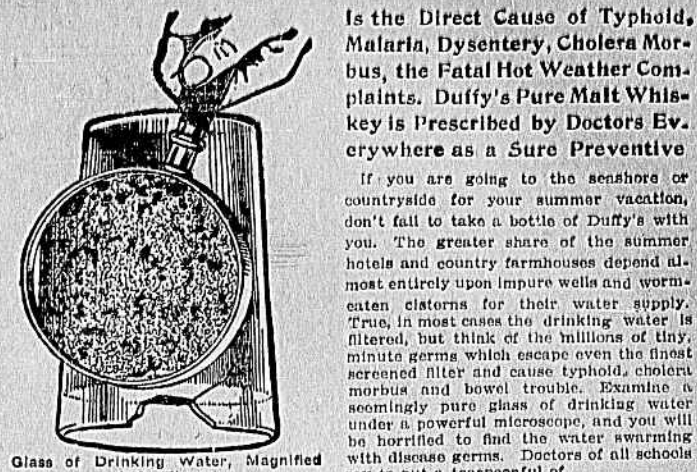 Is the Direct Cause of Typhoid,
Malaria, Dysentery, Cholera Mor-
bus, the Fatal Hot Weather Com-
plaints. Duffy's Pure Malt Whis-
key is Prescribed by Doctors Ev-
erywhere as a Sure Preventive
If you are going to the seashore or
countryside for your summer vacation,
don't fail to take a bottle of Duffy's with
you. The greater share of the summer
hotels and country farmhouses depend al-
most entirely upon impure wells and worm-
eaten cisterns for their water supply.
True, in most cases the drinking water is
filtered, but think of the millions of tiny,
minute germs which escape even the finest
screened filter and cause typhoid, cholera
morbus and bowel trouble. Examine a
seemingly pure glass of drinking water
under a powerful microscope, and you will
be horrified to find the water swarming
with disease germs. Doctors of all schools
Glass of Drinking Water, Magnified